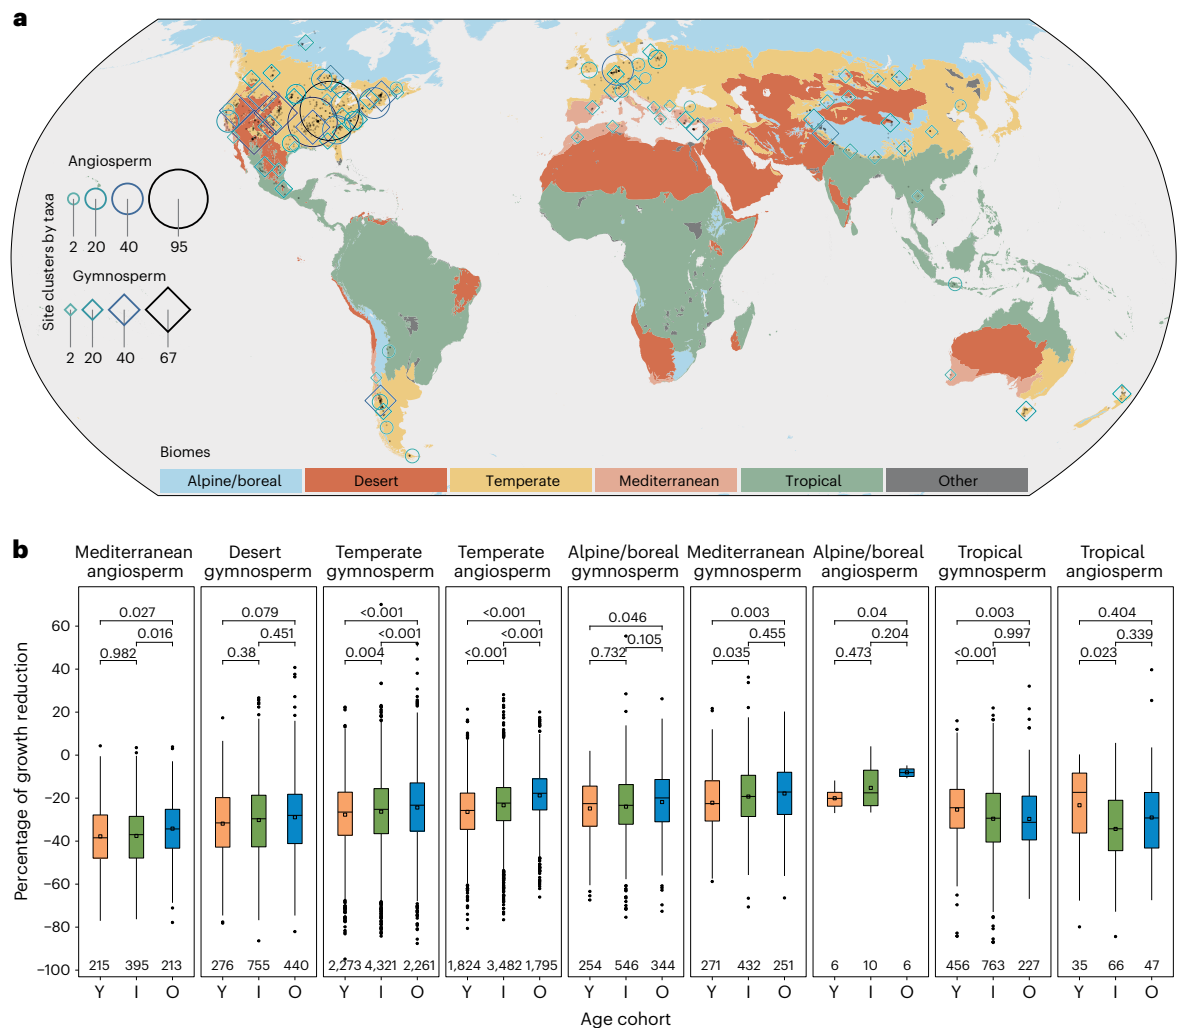 a
Angiosperm
2 20 40 95
Gymnosperm
2 20 40 67
Site clusters by taxa
Biomes
Alpine/boreal Desert Temperate Mediterranean Tropical Other
b
Mediterranean angiosperm
Desert gymnosperm
Temperate gymnosperm
Temperate angiosperm
Alpine/boreal gymnosperm
Mediterranean gymnosperm
Alpine/boreal angiosperm
Tropical gymnosperm
Tropical angiosperm
Percentage of growth reduction
60
40
20
0
−20
−40
−60
−80
−100
0.027
0.016
0.982
215 395 213
Y I O
0.079
0.451
0.38
276 755 440
Y I O
<0.001
<0.001
0.004
2,273 4,321 2,261
Y I O
<0.001
<0.001
<0.001
1,824 3,482 1,795
Y I O
0.046
0.105
0.732
254 546 344
Y I O
0.003
0.455
0.035
271 432 251
Y I O
0.04
0.204
0.473
6 10 6
Y I O
0.003
0.997
<0.001
456 763 227
Y I O
0.404
0.339
0.023
35 66 47
Y I O
Age cohort